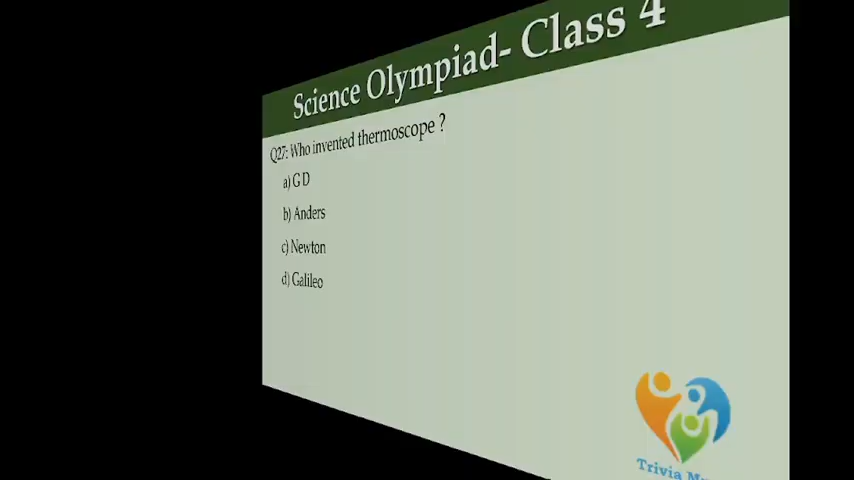 Science Olympiad- Class 4
Q27: Who invented thermoscope ?
a) G D
b) Anders
c) Newton
d) Galileo
Trivia